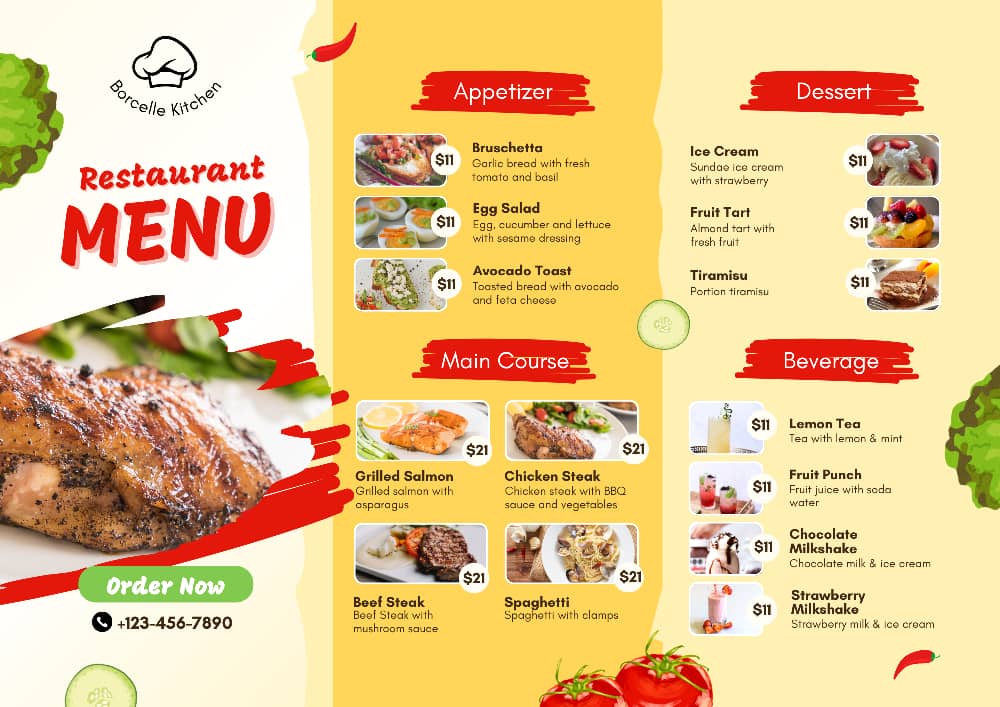 Borcelle Kitchen
Restaurant
MENU
Order Now
+123-456-7890
Appetizer
$11
Bruschetta
Garlic bread with fresh
tomato and basil
$11
Egg Salad
Egg, cucumber and lettuce
with sesame dressing
$11
Avocado Toast
Toasted bread with avocado
and feta cheese
Main Course
$21
Grilled Salmon
Grilled salmon with
asparagus
$21
Chicken Steak
Chicken steak with BBQ
sauce and vegetables
$21
Beef Steak
Beef Steak with
mushroom sauce
$21
Spaghetti
Spaghetti with clamps
Dessert
Ice Cream
Sundae ice cream
with strawberry
$11
Fruit Tart
Almond tart with
fresh fruit
$11
Tiramisu
Portion tiramisu
$11
Beverage
$11
Lemon Tea
Tea with lemon & mint
$11
Fruit Punch
Fruit juice with soda
water
$11
Chocolate
Milkshake
Chocolate milk & ice cream
$11
Strawberry
Milkshake
Strawberry milk & ice cream